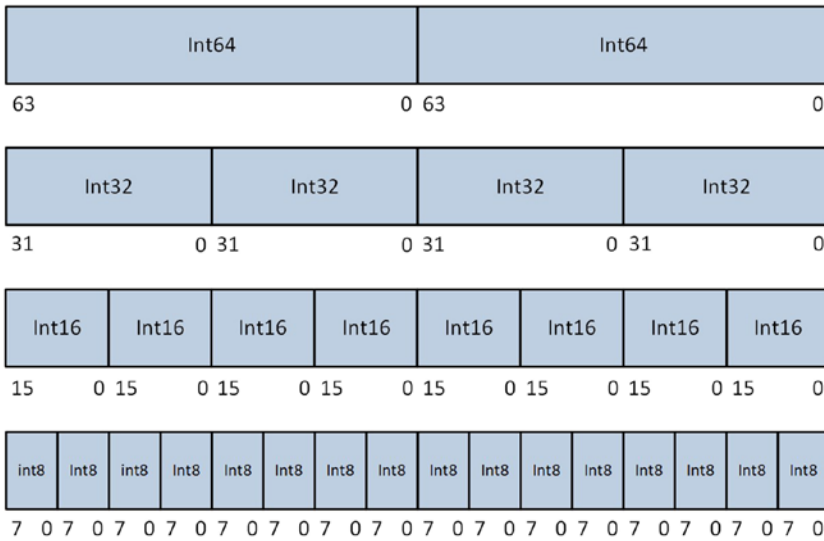 Int64 Int64
63 0 63 0
Int32 Int32 Int32 Int32
31 0 31 0 31 0 31 0
Int16 Int16 Int16 Int16 Int16 Int16 Int16 Int16
15 0 15 0 15 0 15 0 15 0 15 0 15 0 15 0
int8 Int8 int8 Int8 Int8 Int8 Int8 Int8 Int8 Int8 Int8 Int8 Int8 Int8 Int8 Int8
7 0 7 0 7 0 7 0 7 0 7 0 7 0 7 0 7 0 7 0 7 0 7 0 7 0 7 0 7 0 7 0